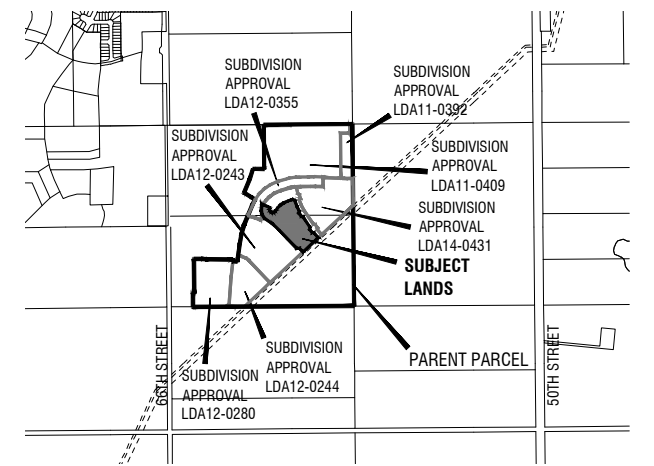 SUBDIVISION
APPROVAL
LDA12-0355
SUBDIVISION
APPROVAL
LDA11-0392
SUBDIVISION
APPROVAL
LDA12-0243
SUBDIVISION
APPROVAL
LDA11-0409
SUBDIVISION
APPROVAL
LDA14-0431
SUBJECT
LANDS
PARENT PARCEL
SUBDIVISION
APPROVAL
LDA12-0244
SUBDIVISION
APPROVAL
LDA12-0280
66TH STREET
50TH STREET